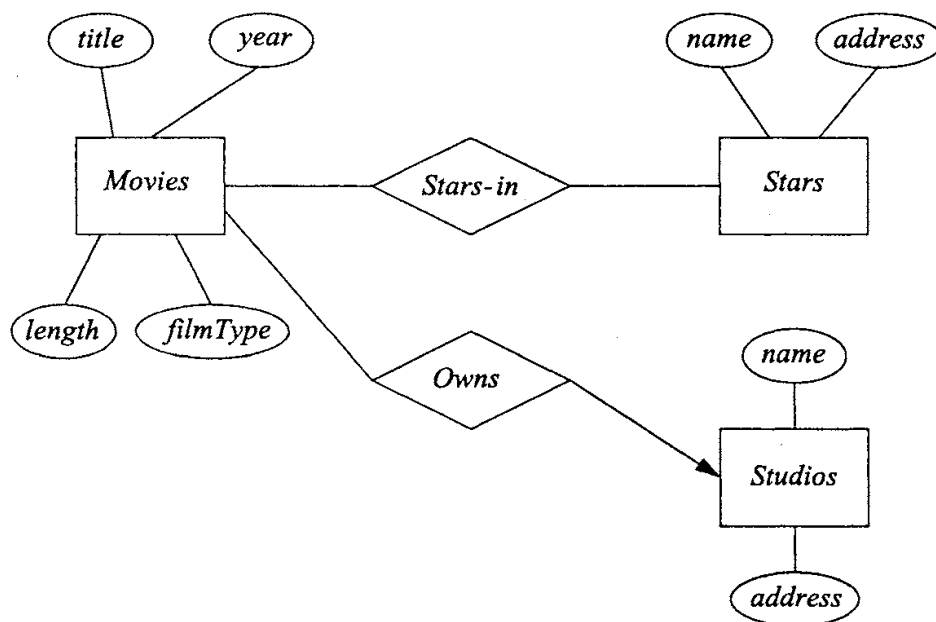 title
year
name
address
Movies
Stars-in
Stars
length
filmType
Owns
name
Studios
address